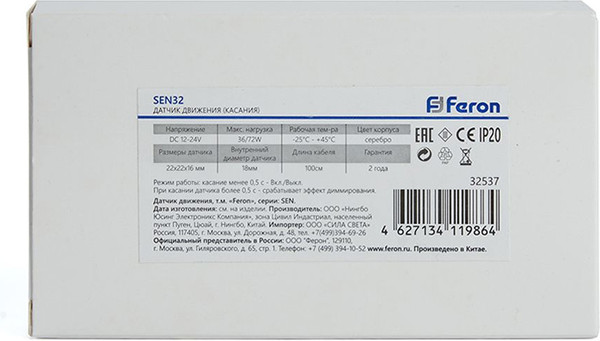 SEN32
ДАТЧИК ДВИЖЕНИЯ (КАСАНИЯ)
Feron
Напряжение Макс. нагрузка Рабочая тем-ра Цвет корпуса
DC 12-24V 36/72W -25°C - +45°C серебро
Размеры датчика Внутренний диаметр датчика Длина кабеля Гарантия
22x22x16 мм 18мм 100см 2 года
EAC CE IP20
Режим работы: касание менее 0,5 с - Вкл./Выкл.
При касании датчика более 0,5 с - срабатывает эффект диммирования.
32537
Датчик движения, т.м. «Feron», серии: SEN.
Дата изготовления: см. на изделии. Производитель: ООО «Нингбо
Юсинг Электроникс Компания», зона Цивил Индастриал, населенный
пункт Пуген, Цюай, г. Нингбо, Китай. Импортер: ООО «СИЛА СВЕТА»
Россия, 117405, г. Москва, ул. Дорожная, д. 48, тел. +7(499)394-69-26
Официальный представитель в России: ООО "Ферон", 129110,
г. Москва, ул. Гиляровского, д. 65, стр. 1. Телефон: +7 (499) 394-10-52
4 627134 119864
www.feron.ru. Произведено в Китае.